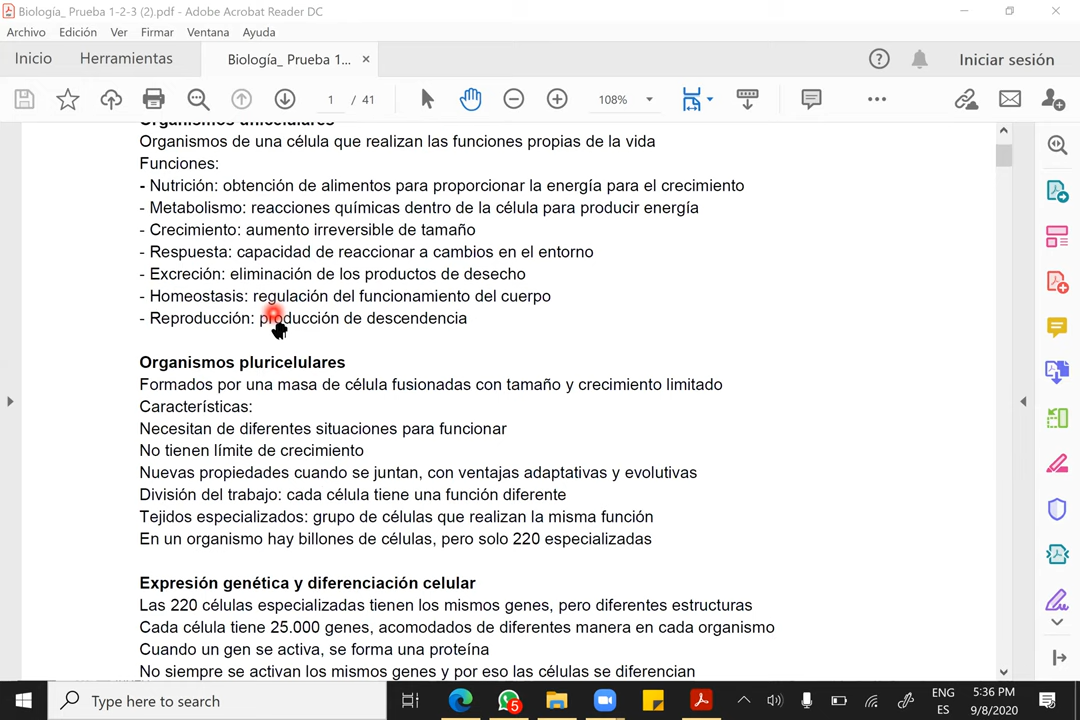 Biología_ Prueba 1-2-3 (2).pdf - Adobe Acrobat Reader DC
Archivo Edición Ver Firmar Ventana Ayuda
Inicio Herramientas Biología_ Prueba 1... × Iniciar sesión
1 / 41 108%
Organismos unicelulares
Organismos de una célula que realizan las funciones propias de la vida
Funciones:
- Nutrición: obtención de alimentos para proporcionar la energía para el crecimiento
- Metabolismo: reacciones químicas dentro de la célula para producir energía
- Crecimiento: aumento irreversible de tamaño
- Respuesta: capacidad de reaccionar a cambios en el entorno
- Excreción: eliminación de los productos de desecho
- Homeostasis: regulación del funcionamiento del cuerpo
- Reproducción: producción de descendencia
Organismos pluricelulares
Formados por una masa de célula fusionadas con tamaño y crecimiento limitado
Características:
Necesitan de diferentes situaciones para funcionar
No tienen límite de crecimiento
Nuevas propiedades cuando se juntan, con ventajas adaptativas y evolutivas
División del trabajo: cada célula tiene una función diferente
Tejidos especializados: grupo de células que realizan la misma función
En un organismo hay billones de células, pero solo 220 especializadas
Expresión genética y diferenciación celular
Las 220 células especializadas tienen los mismos genes, pero diferentes estructuras
Cada célula tiene 25.000 genes, acomodados de diferentes manera en cada organismo
Cuando un gen se activa, se forma una proteína
No siempre se activan los mismos genes y por eso las células se diferencian
Type here to search
5
ENG
ES
5:36 PM
9/8/2020